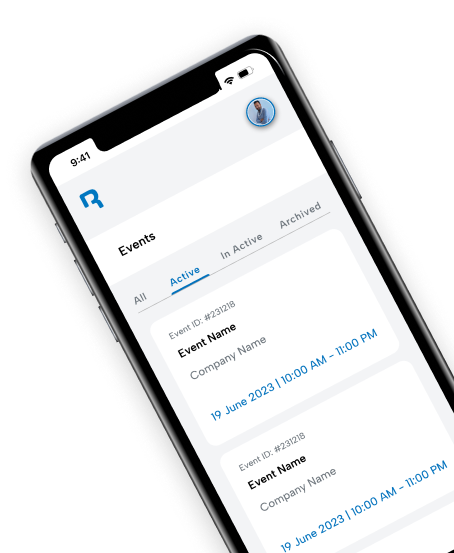 9:41
R
Events
All
Active
In Active
Archived
Event ID: #231218
Event Name
Company Name
19 June 2023 | 10:00 AM - 11:00 PM
Event ID: #231218
Event Name
Company Name
19 June 2023 | 10:00 AM - 11:00 PM